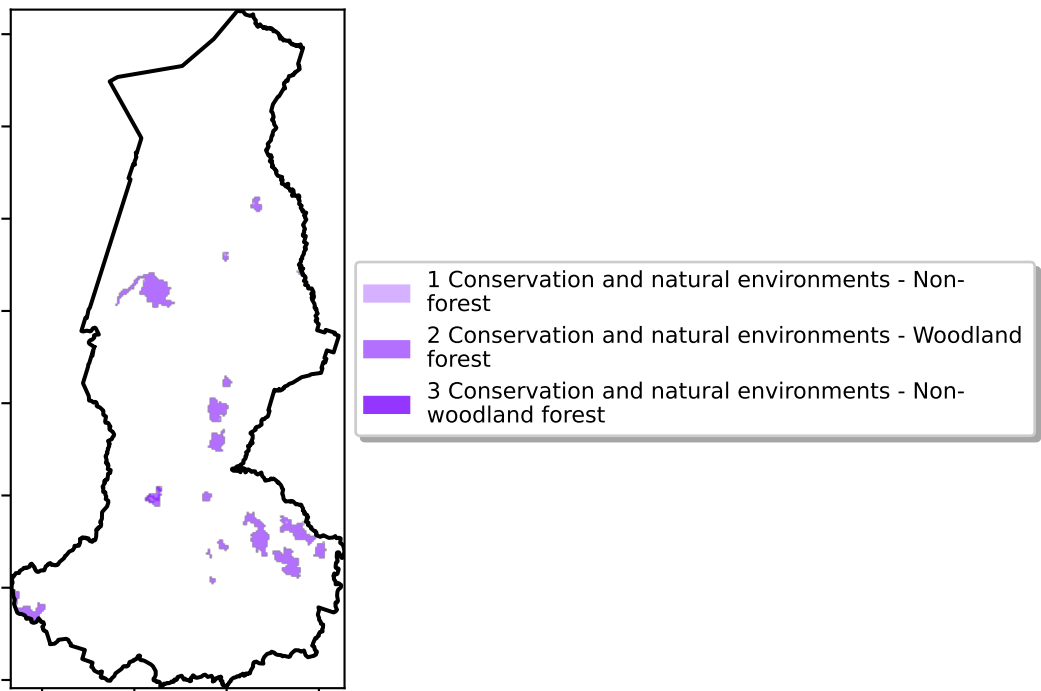 1 Conservation and natural environments - Non-
forest
2 Conservation and natural environments - Woodland
forest
3 Conservation and natural environments - Non-
woodland forest